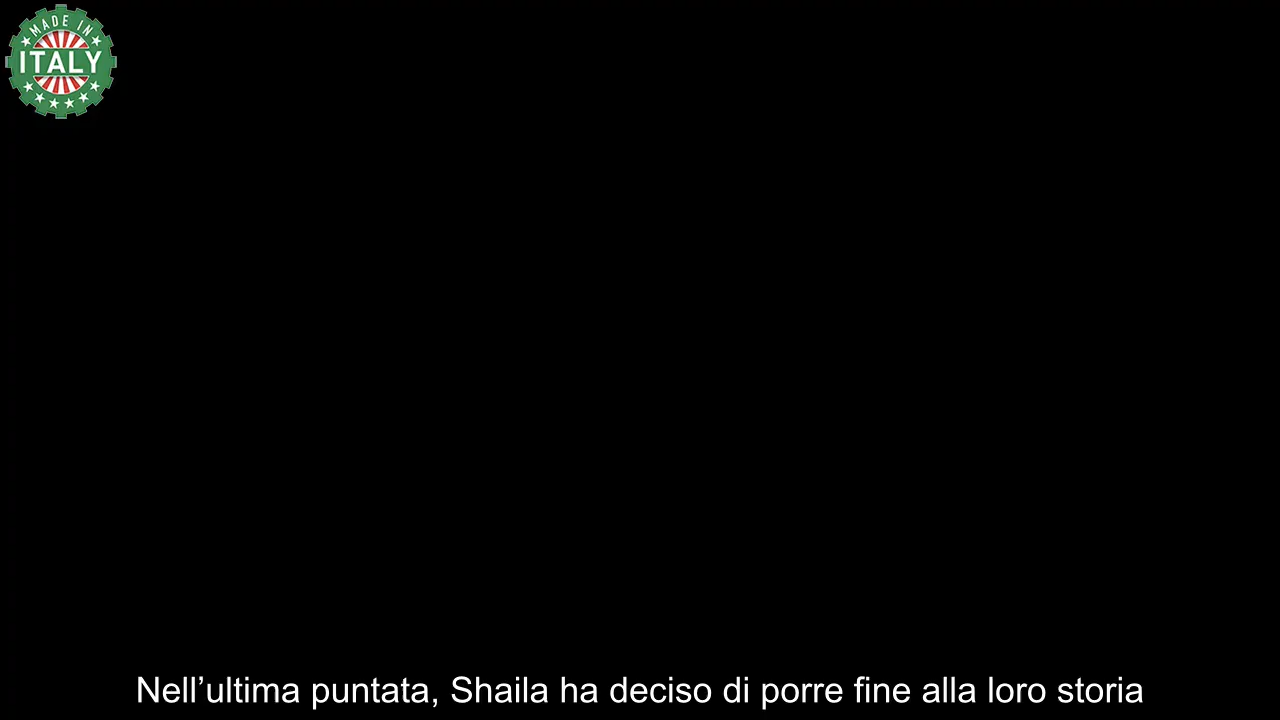 MADE IN
ITALY
Nell’ultima puntata, Shaila ha deciso di porre fine alla loro storia